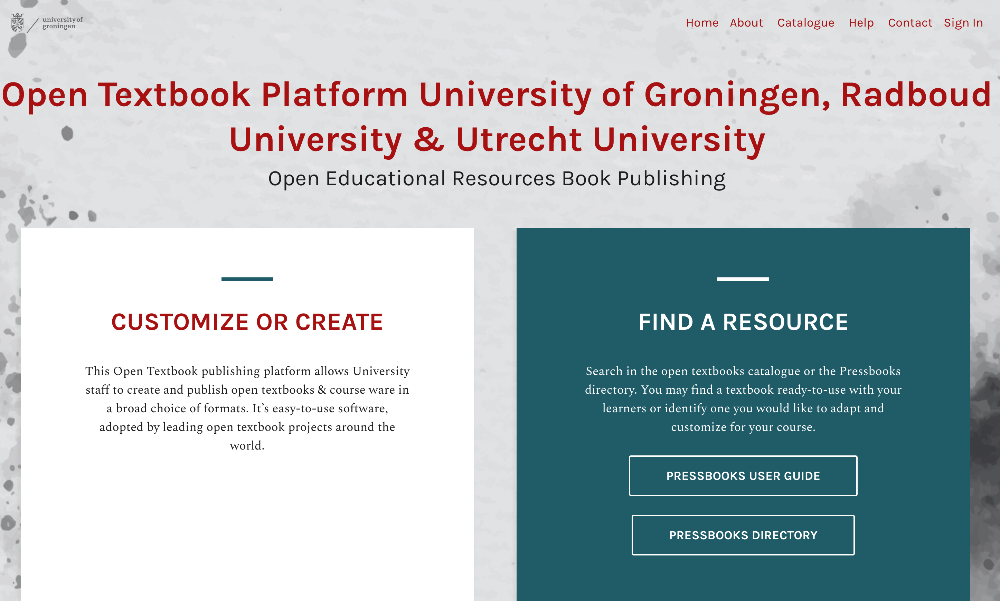 university of
groningen
Home About Catalogue Help Contact Sign In
Open Textbook Platform University of Groningen, Radboud
University & Utrecht University
Open Educational Resources Book Publishing
CUSTOMIZE OR CREATE
This Open Textbook publishing platform allows University
staff to create and publish open textbooks & course ware in
a broad choice of formats. It’s easy-to-use software,
adopted by leading open textbook projects around the
world.
FIND A RESOURCE
Search in the open textbooks catalogue or the Pressbooks
directory. You may find a textbook ready-to-use with your
learners or identify one you would like to adapt and
customize for your course.
PRESSBOOKS USER GUIDE
PRESSBOOKS DIRECTORY